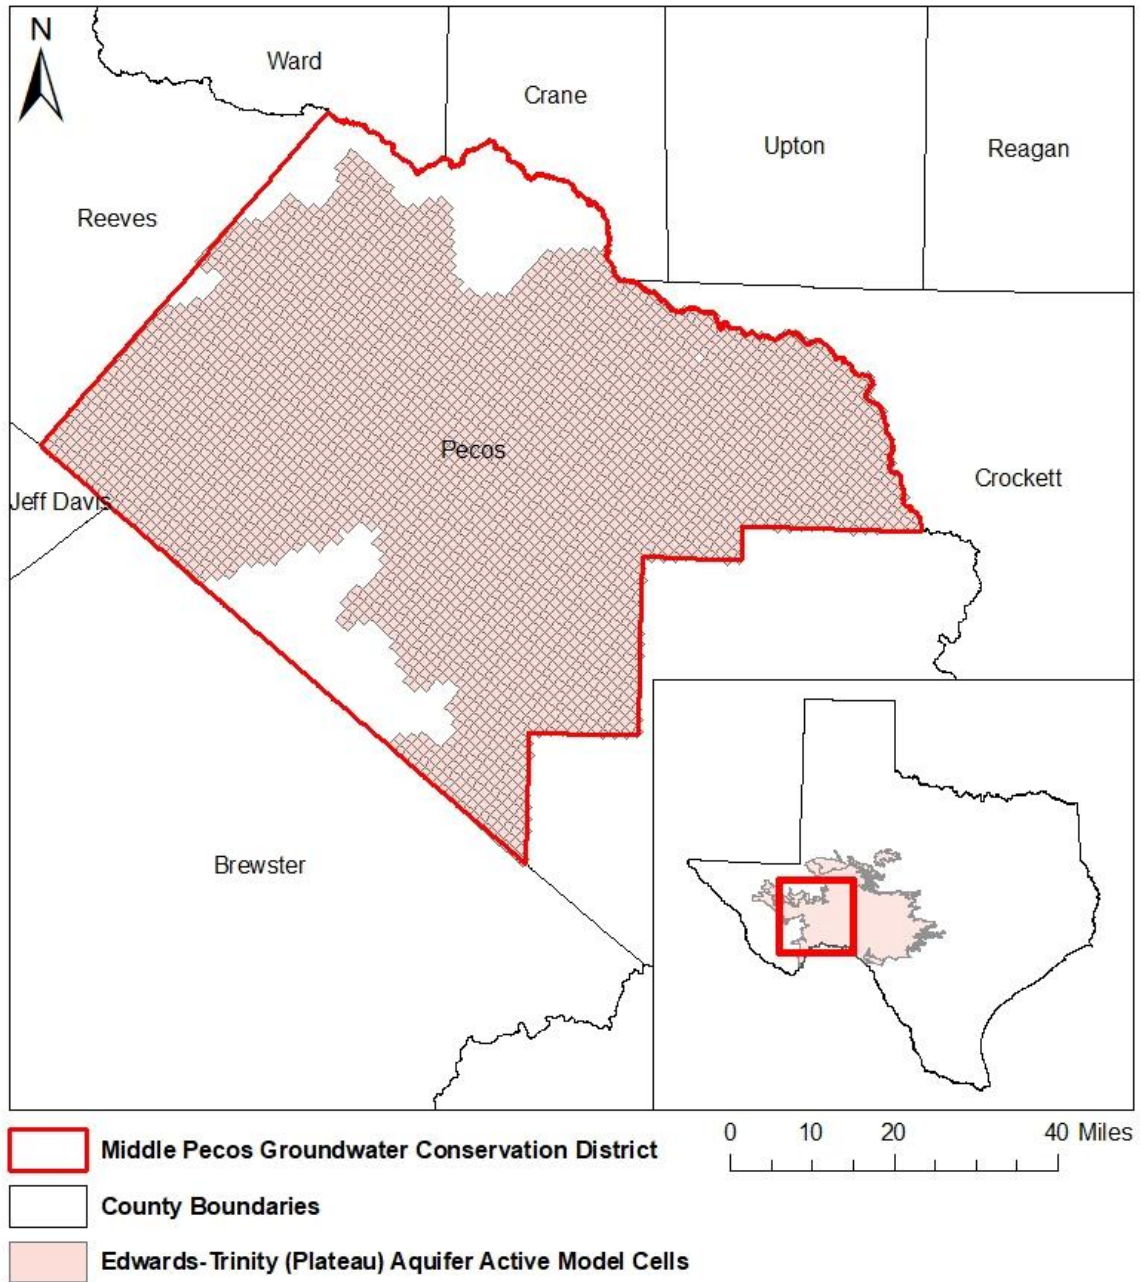 N
Ward
Crane
Upton
Reagan
Reeves
Pecos
Crockett
Jeff Davis
Brewster
0 10 20 40 Miles
Middle Pecos Groundwater Conservation District
County Boundaries
Edwards-Trinity (Plateau) Aquifer Active Model Cells